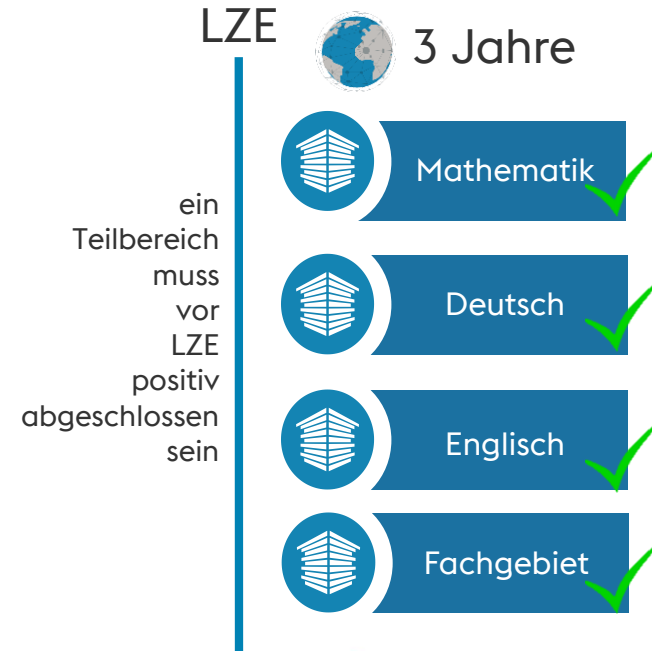 LZE
3 Jahre
Mathematik
ein
Teilbereich
muss
vor
LZE
positiv
abgeschlossen
sein
Deutsch
Englisch
Fachgebiet